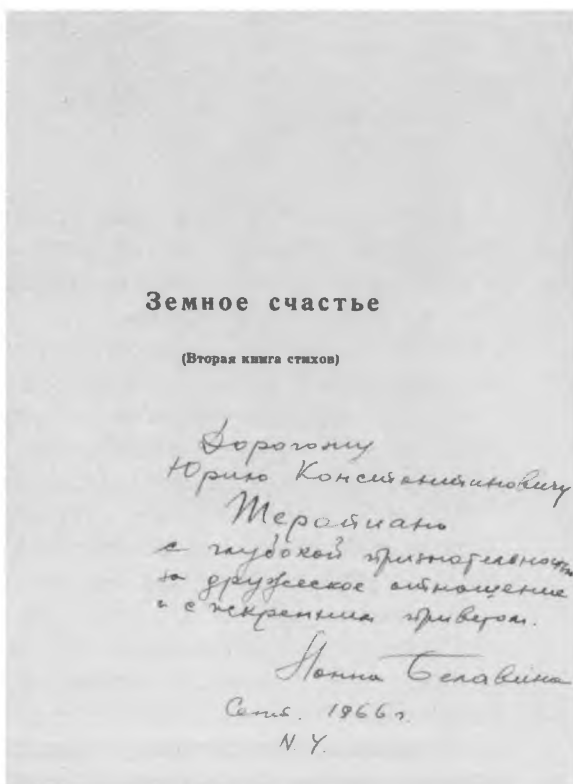 Земное счастье
(Вторая книга стихов)
Дорогому
Юрию Константиновичу
Терапиано
с глубокой признательностью
за дружеское отношение
и с искренним приветом.
Нонна Белавина
Сент. 1966 г.
N.Y.